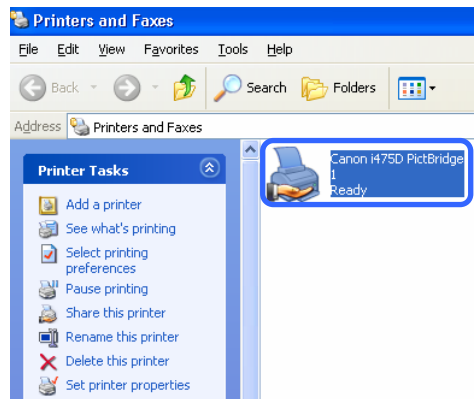 Printers and Faxes
File Edit View Favorites Tools Help
Back Search Folders
Address Printers and Faxes
Printer Tasks
Add a printer
See what's printing
Select printing
preferences
Pause printing
Share this printer
Rename this printer
Delete this printer
Set printer properties
Canon i475D PictBridge
1
Ready